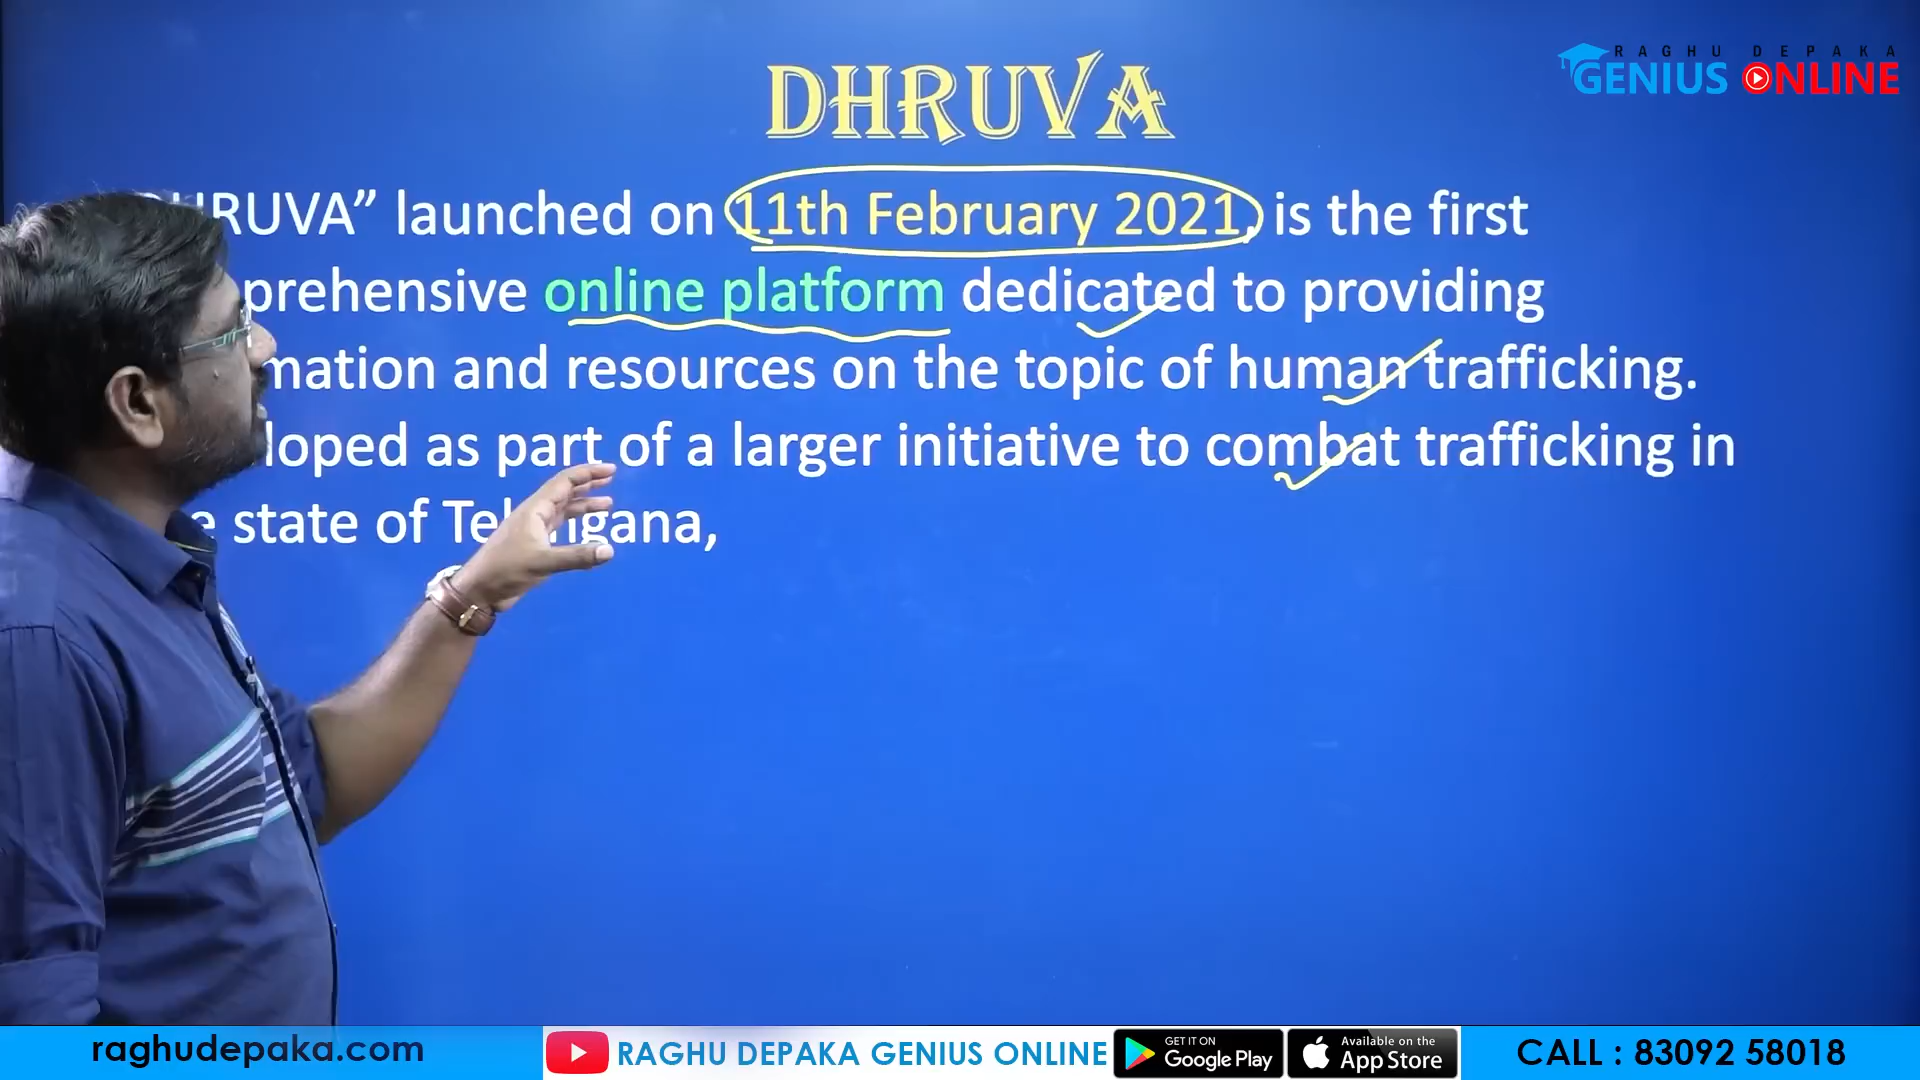 RAGHU DEPAKA
GENIUS ONLINE
DHRUVA
DHRUVA” launched on 11th February 2021, is the first
prehensive online platform dedicated to providing
mation and resources on the topic of human trafficking.
loped as part of a larger initiative to combat trafficking in
e state of Telangana,
raghudepaka.com
RAGHU DEPAKA GENIUS ONLINE
GET IT ON
Google Play
Available on the
App Store
CALL : 83092 58018